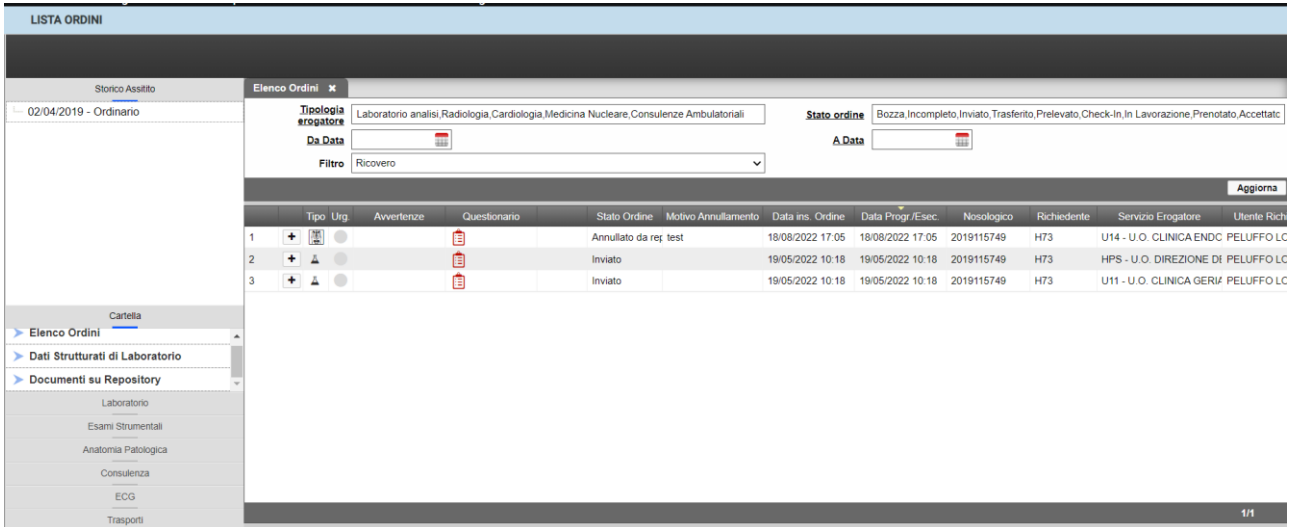 LISTA ORDINI
Storico Assitito
02/04/2019 - Ordinario
Elenco Ordini ×
Tipologia erogatore Laboratorio analisi,Radiologia,Cardiologia,Medicina Nucleare,Consulenze Ambulatoriali Stato ordine Bozza,Incompleto,Inviato,Trasferito,Prelevato,Check-In,In Lavorazione,Prenotato,Accettatc
Da Data A Data
Filtro Ricovero
Aggiorna
Tipo Urg. Avvertenze Questionario Stato Ordine Motivo Annullamento Data ins. Ordine Data Progr./Esec. Nosologico Richiedente Servizio Erogatore Utente Rich
1 + Annullato da rep test 18/08/2022 17:05 18/08/2022 17:05 2019115749 H73 U14 - U.O. CLINICA ENDC PELUFFO LC
2 + Inviato 19/05/2022 10:18 19/05/2022 10:18 2019115749 H73 HPS - U.O. DIREZIONE DI PELUFFO LC
3 + Inviato 19/05/2022 10:18 19/05/2022 10:18 2019115749 H73 U11 - U.O. CLINICA GERIA PELUFFO LC
Cartella
Elenco Ordini
Dati Strutturati di Laboratorio
Documenti su Repository
Laboratorio
Esami Strumentali
Anatomia Patologica
Consulenza
ECG
Trasporti
1/1